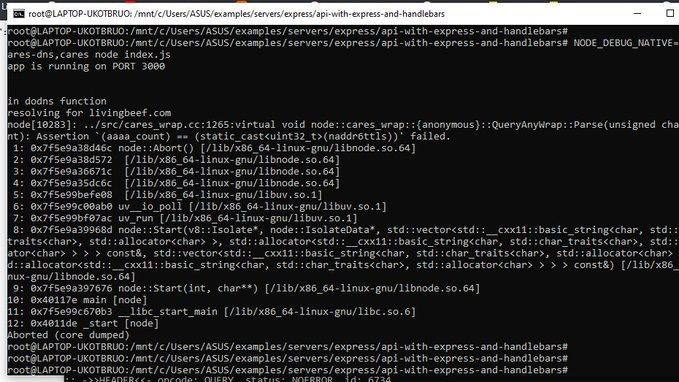 root@LAPTOP-UKOTBRUO: /mnt/c/Users/ASUS/examples/servers/express/api-with-express-and-handlebars
root@LAPTOP-UKOTBRUO:/mnt/c/Users/ASUS/examples/servers/express/api-with-express-and-handlebars#
root@LAPTOP-UKOTBRUO:/mnt/c/Users/ASUS/examples/servers/express/api-with-express-and-handlebars# NODE_DEBUG_NATIVE=
ares-dns,cares node index.js
app is running on PORT 3000
in dodns function
resolving for livingbeef.com
node[10283]: ../src/cares_wrap.cc:1265:virtual void node::cares_wrap::{anonymous}::QueryAnyWrap::Parse(unsigned cha
nt): Assertion `(aaaa_count) == (static_cast<uint32_t>(naddr6ttls))' failed.
1: 0x7f5e9a38d46c node::Abort() [/lib/x86_64-linux-gnu/libnode.so.64]
2: 0x7f5e9a38d572  [/lib/x86_64-linux-gnu/libnode.so.64]
3: 0x7f5e9a36671c  [/lib/x86_64-linux-gnu/libnode.so.64]
4: 0x7f5e9a35dc6c  [/lib/x86_64-linux-gnu/libnode.so.64]
5: 0x7f5e99befe08  [/lib/x86_64-linux-gnu/libuv.so.1]
6: 0x7f5e99c00ab0 uv__io_poll [/lib/x86_64-linux-gnu/libuv.so.1]
7: 0x7f5e99bf07ac uv_run [/lib/x86_64-linux-gnu/libuv.so.1]
8: 0x7f5e9a39968d node::Start(v8::Isolate*, node::IsolateData*, std::vector<std::__cxx11::basic_string<char, std::
traits<char>, std::allocator<char> >, std::allocator<std::__cxx11::basic_string<char, std::char_traits<char>, std::
ator<char> > > > const&, std::vector<std::__cxx11::basic_string<char, std::char_traits<char>, std::allocator<char>
d::allocator<std::__cxx11::basic_string<char, std::char_traits<char>, std::allocator<char> > > > const&) [/lib/x86_
nux-gnu/libnode.so.64]
9: 0x7f5e9a397676 node::Start(int, char**) [/lib/x86_64-linux-gnu/libnode.so.64]
10: 0x40117e main [node]
11: 0x7f5e99c670b3 __libc_start_main [/lib/x86_64-linux-gnu/libc.so.6]
12: 0x4011de _start [node]
Aborted (core dumped)
root@LAPTOP-UKOTBRUO:/mnt/c/Users/ASUS/examples/servers/express/api-with-express-and-handlebars#
root@LAPTOP-UKOTBRUO:/mnt/c/Users/ASUS/examples/servers/express/api-with-express-and-handlebars#
root@LAPTOP-UKOTBRUO:/mnt/c/Users/ASUS/examples/servers/express/api-with-express-and-handlebars#
;; ->>HEADER<<- opcode: QUERY, status: NOERROR, id: 6734